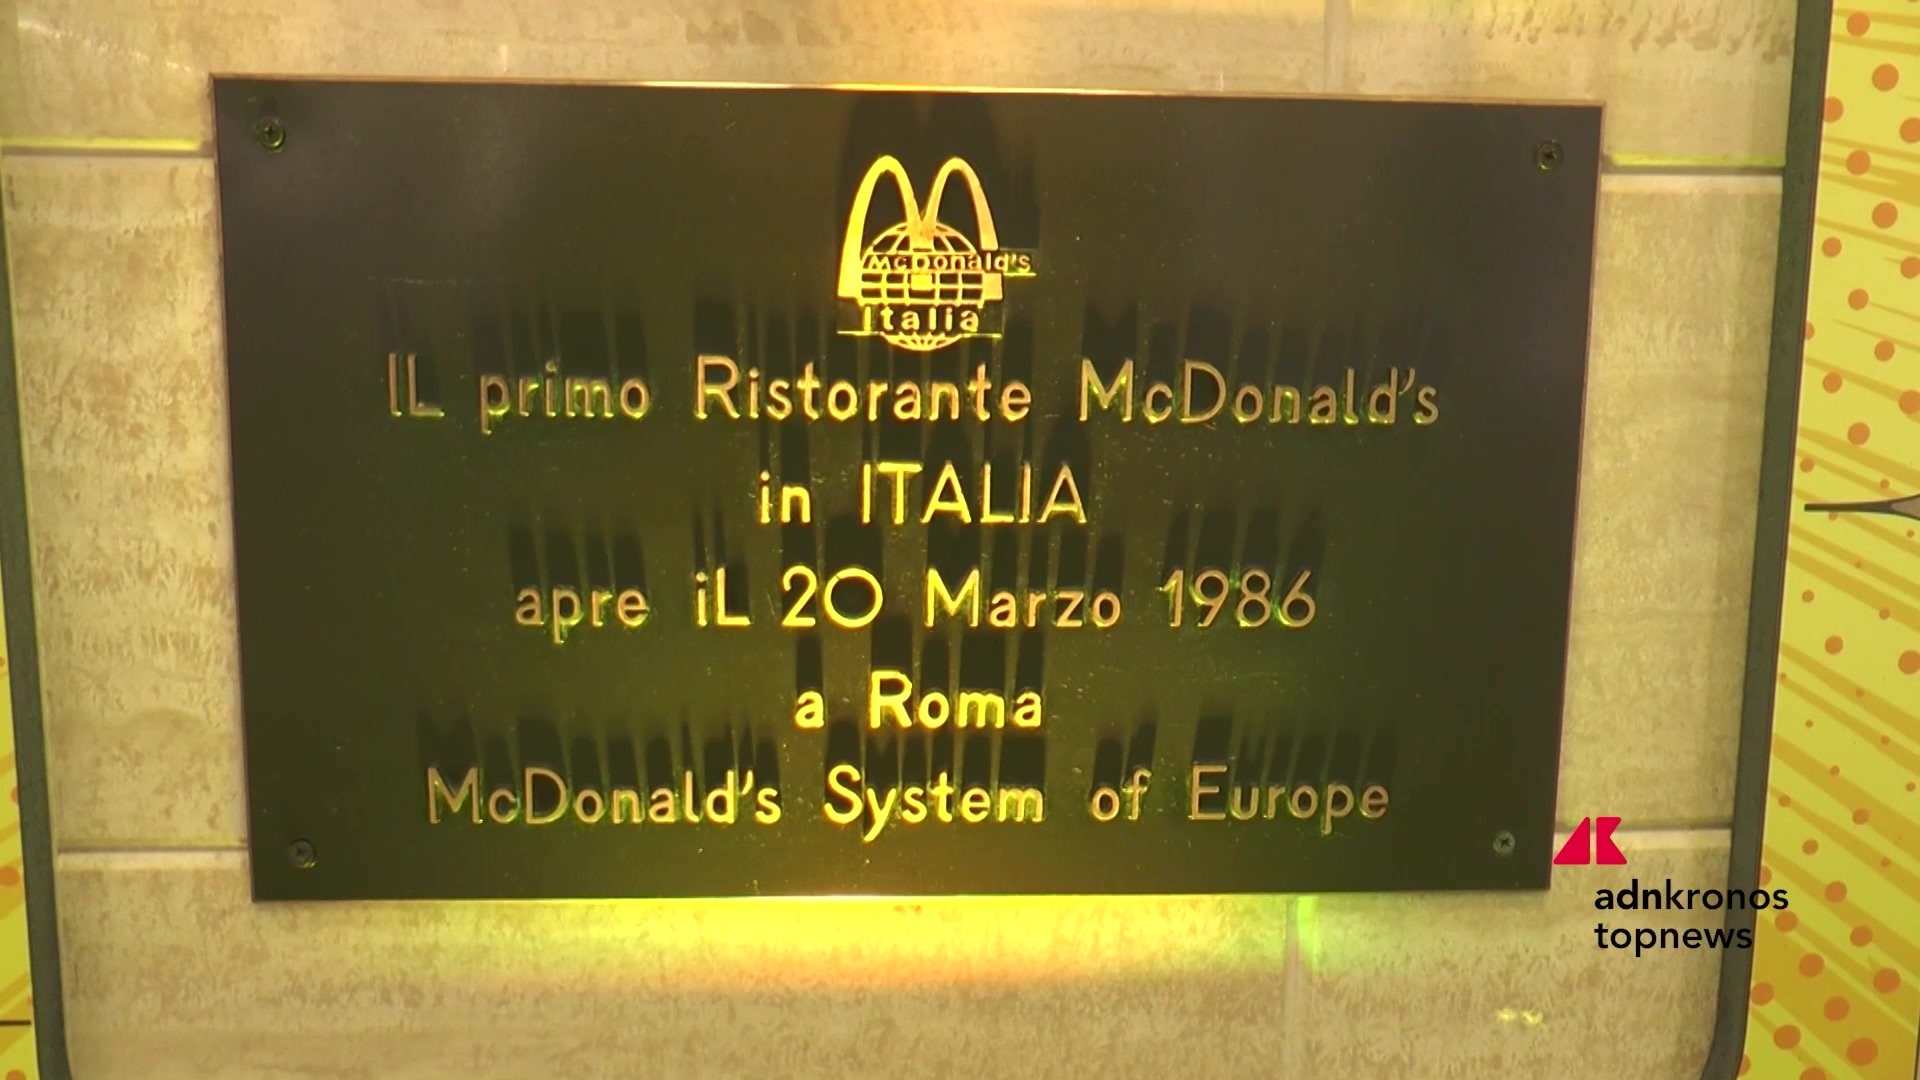 McDonald's
Italia
IL primo Ristorante McDonald's
in ITALIA
apre iL 20 Marzo 1986
a Roma
McDonald's System of Europe
adnkronos
topnews